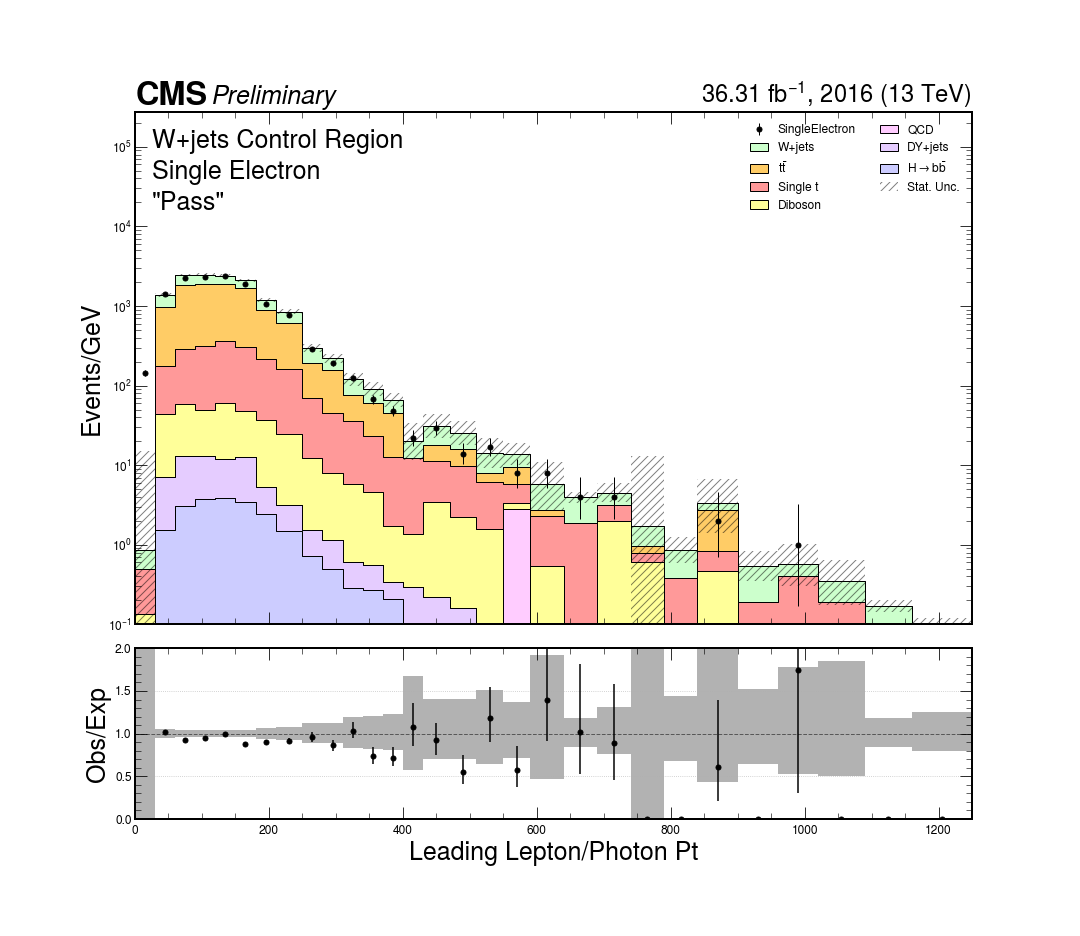 CMS Preliminary
36.31 fb⁻¹, 2016 (13 TeV)
W+jets Control Region
Single Electron
"Pass"
SingleElectron
W+jets
tt̄
Single t
Diboson
QCD
DY+jets
H→bb̄
Stat. Unc.
Events/GeV
10⁵
10⁴
10³
10²
10¹
10⁰
10⁻¹
Obs/Exp
2.0
1.5
1.0
0.5
0.0
0 200 400 600 800 1000 1200
Leading Lepton/Photon Pt